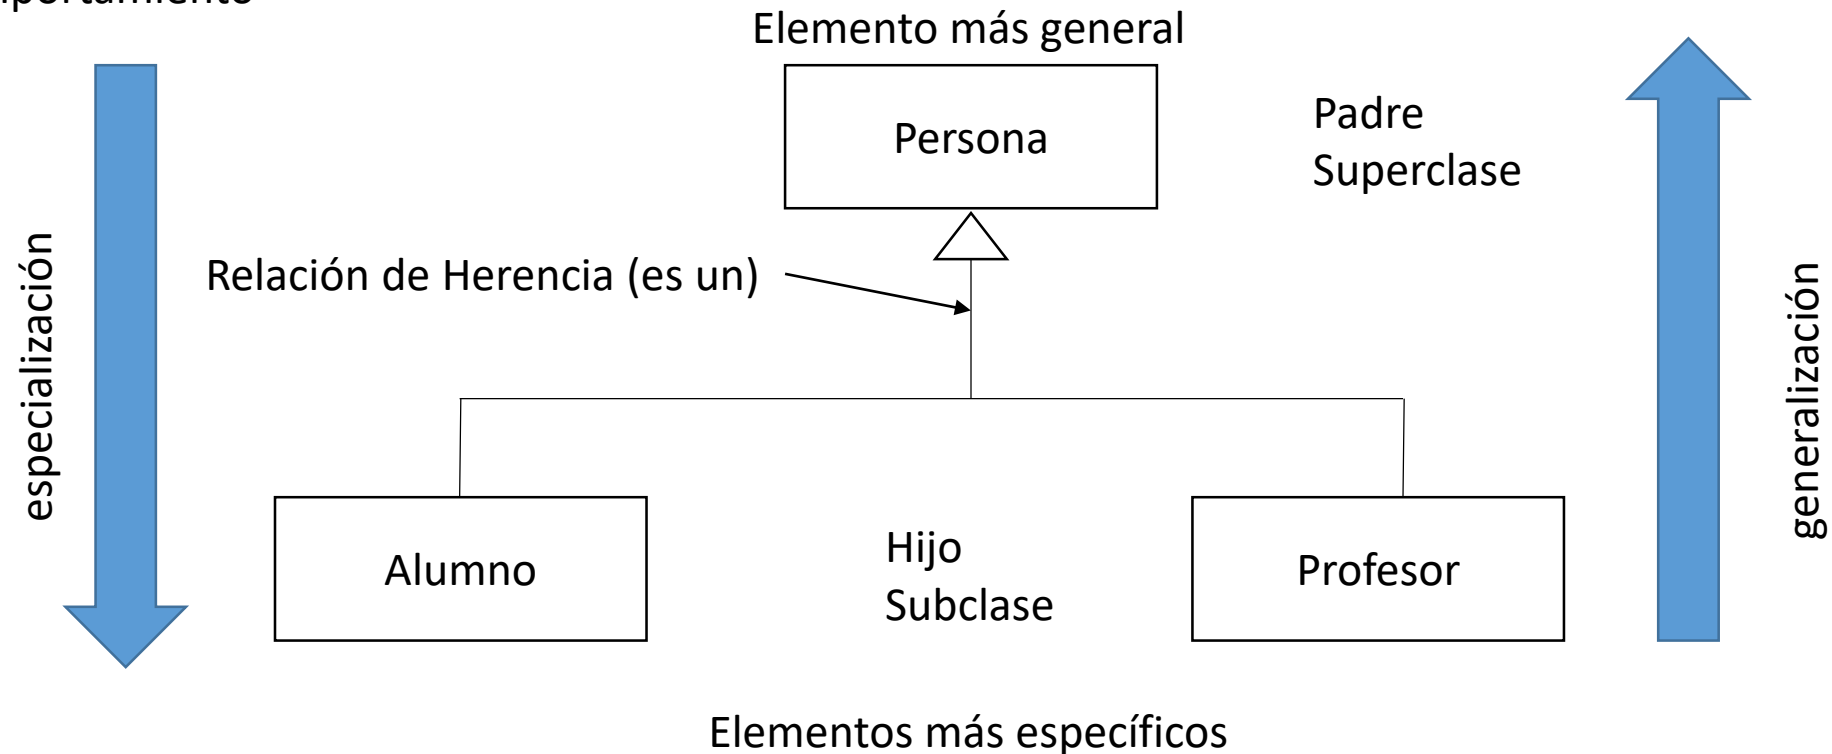 Elemento más general
Persona
Padre
Superclase
Relación de Herencia (es un)
especialización
generalización
Alumno
Hijo
Subclase
Profesor
Elementos más específicos